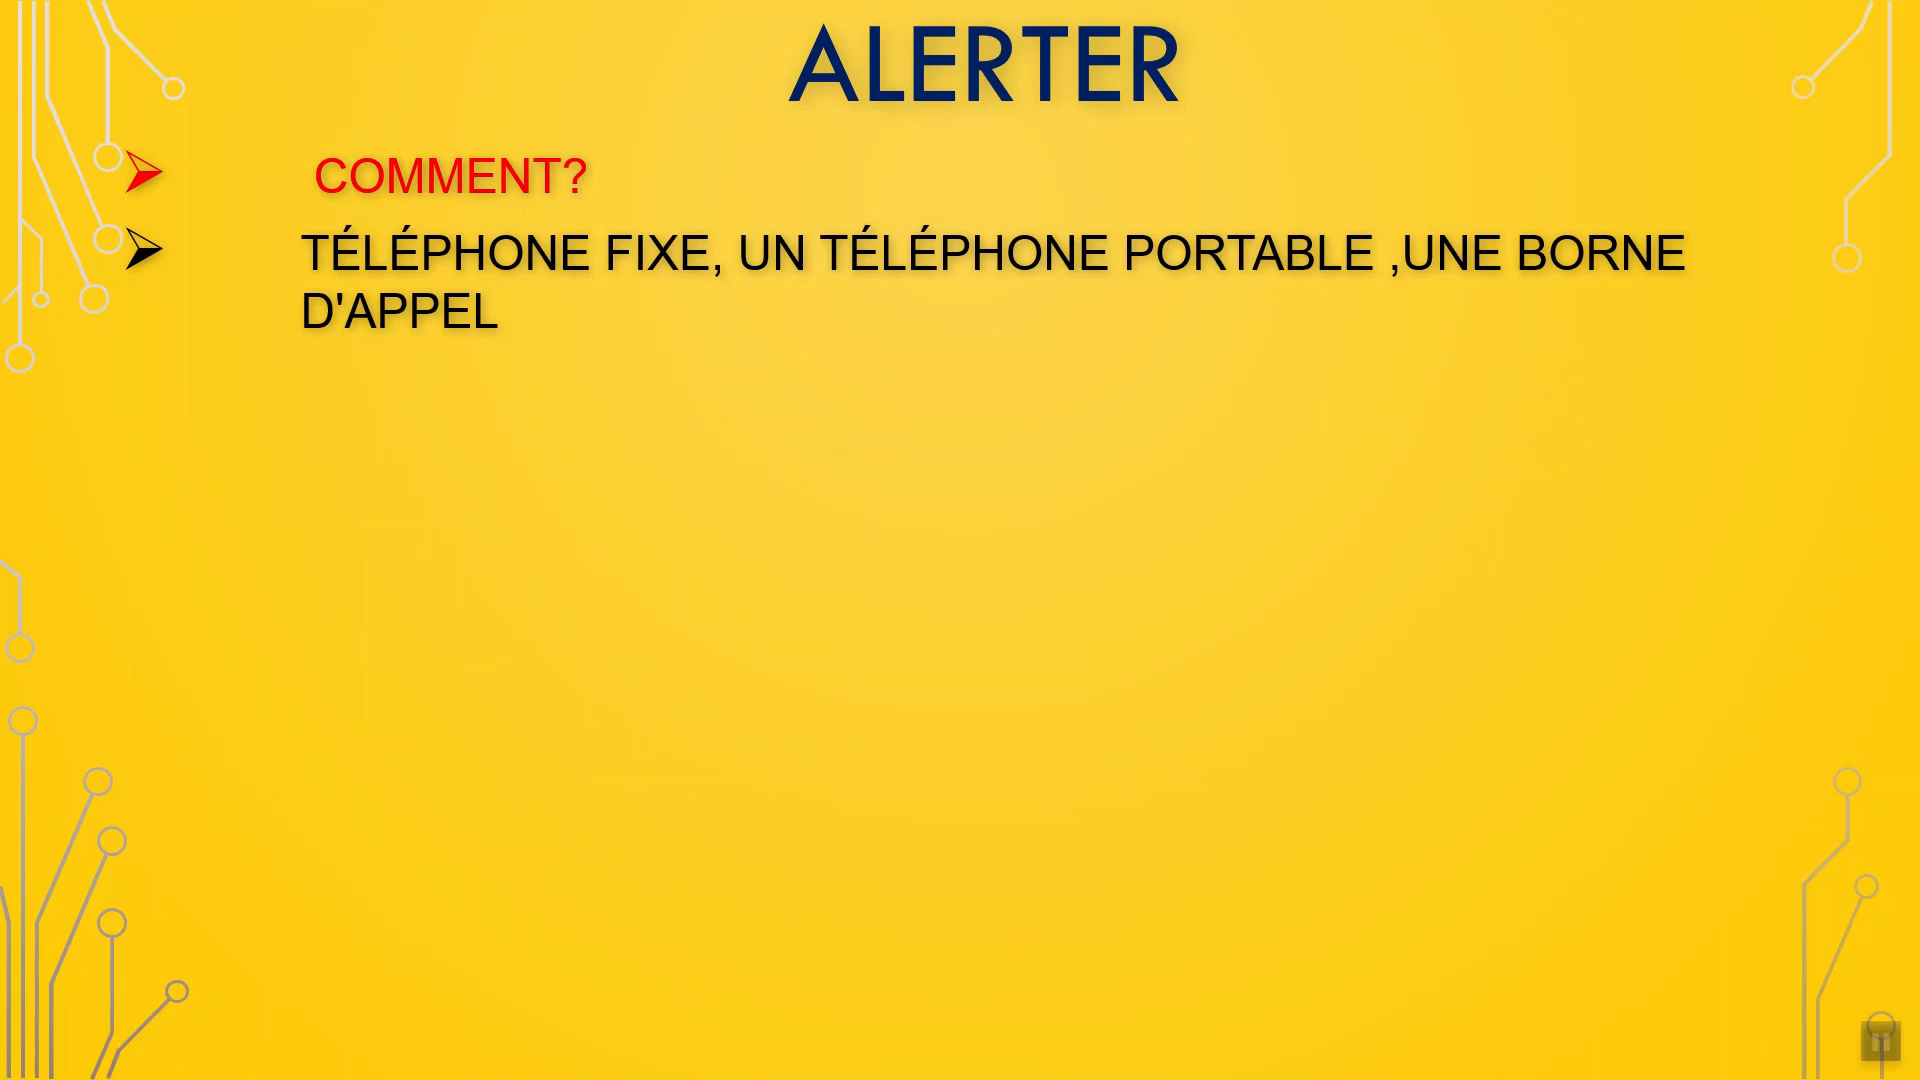 ALERTER
COMMENT?
TÉLÉPHONE FIXE, UN TÉLÉPHONE PORTABLE ,UNE BORNE
D'APPEL